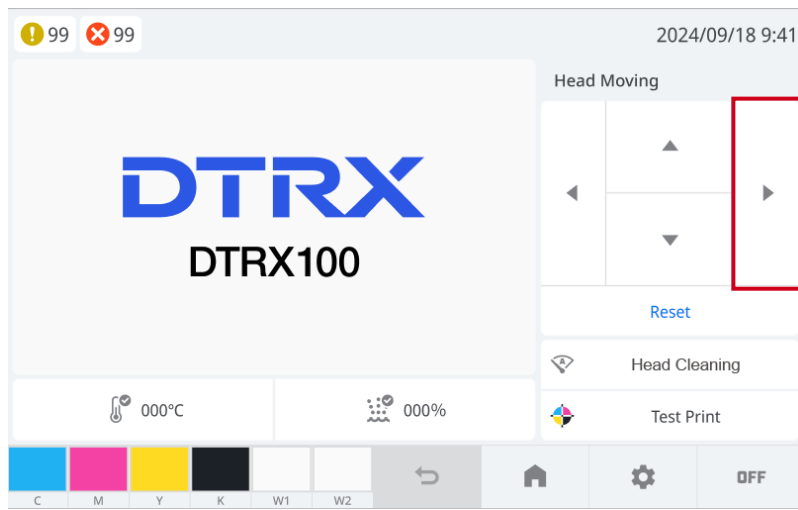 99 99 2024/09/18 9:41
Head Moving
DTRX
DTRX100
Reset
Head Cleaning
000°C 000% Test Print
OFF
C M Y K W1 W2